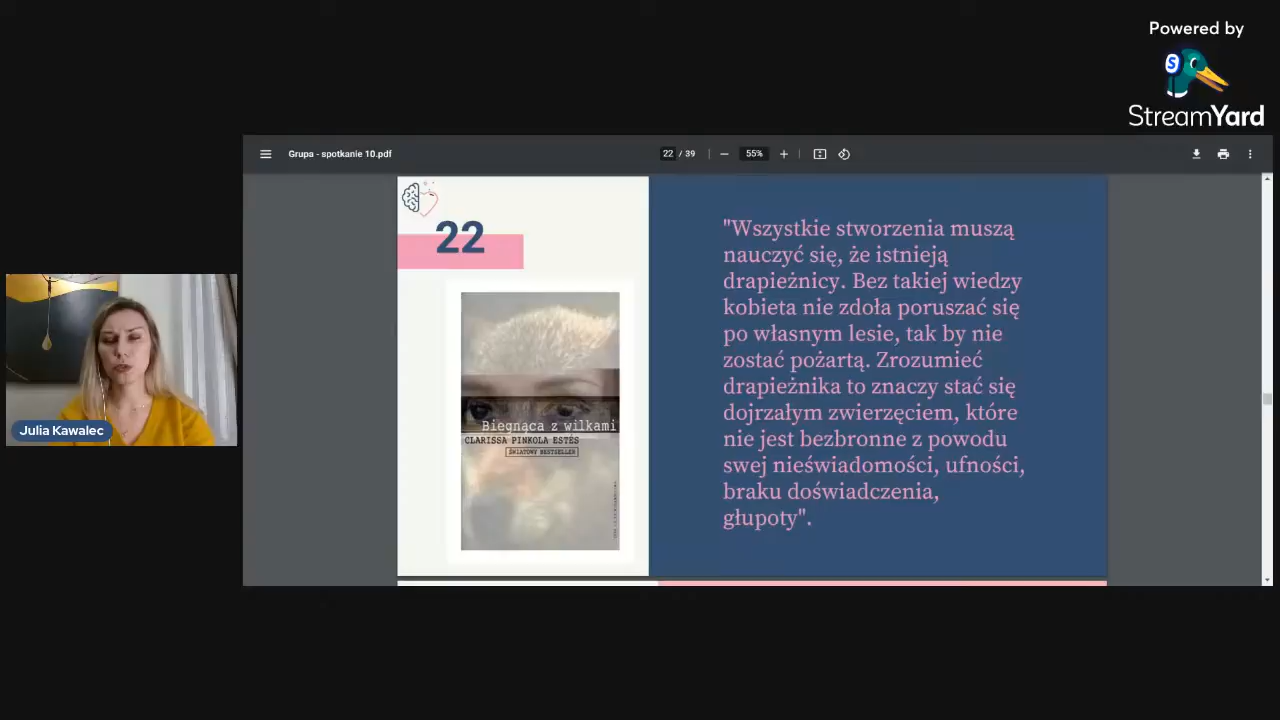 Powered by
StreamYard
Grupa - spotkanie 10.pdf
22 / 39
55%
22
"Wszystkie stworzenia muszą
nauczyć się, że istnieją
drapieżnicy. Bez takiej wiedzy
kobieta nie zdoła poruszać się
po własnym lesie, tak by nie
zostać pożartą. Zrozumieć
drapieżnika to znaczy stać się
dojrzałym zwierzęciem, które
nie jest bezbronne z powodu
swej nieświadomości, ufności,
braku doświadczenia,
głupoty".
Biegnąca z wilkami
CLARISSA PINKOLA ESTÉS
ŚWIATOWY BESTSELLER
Julia Kawalec